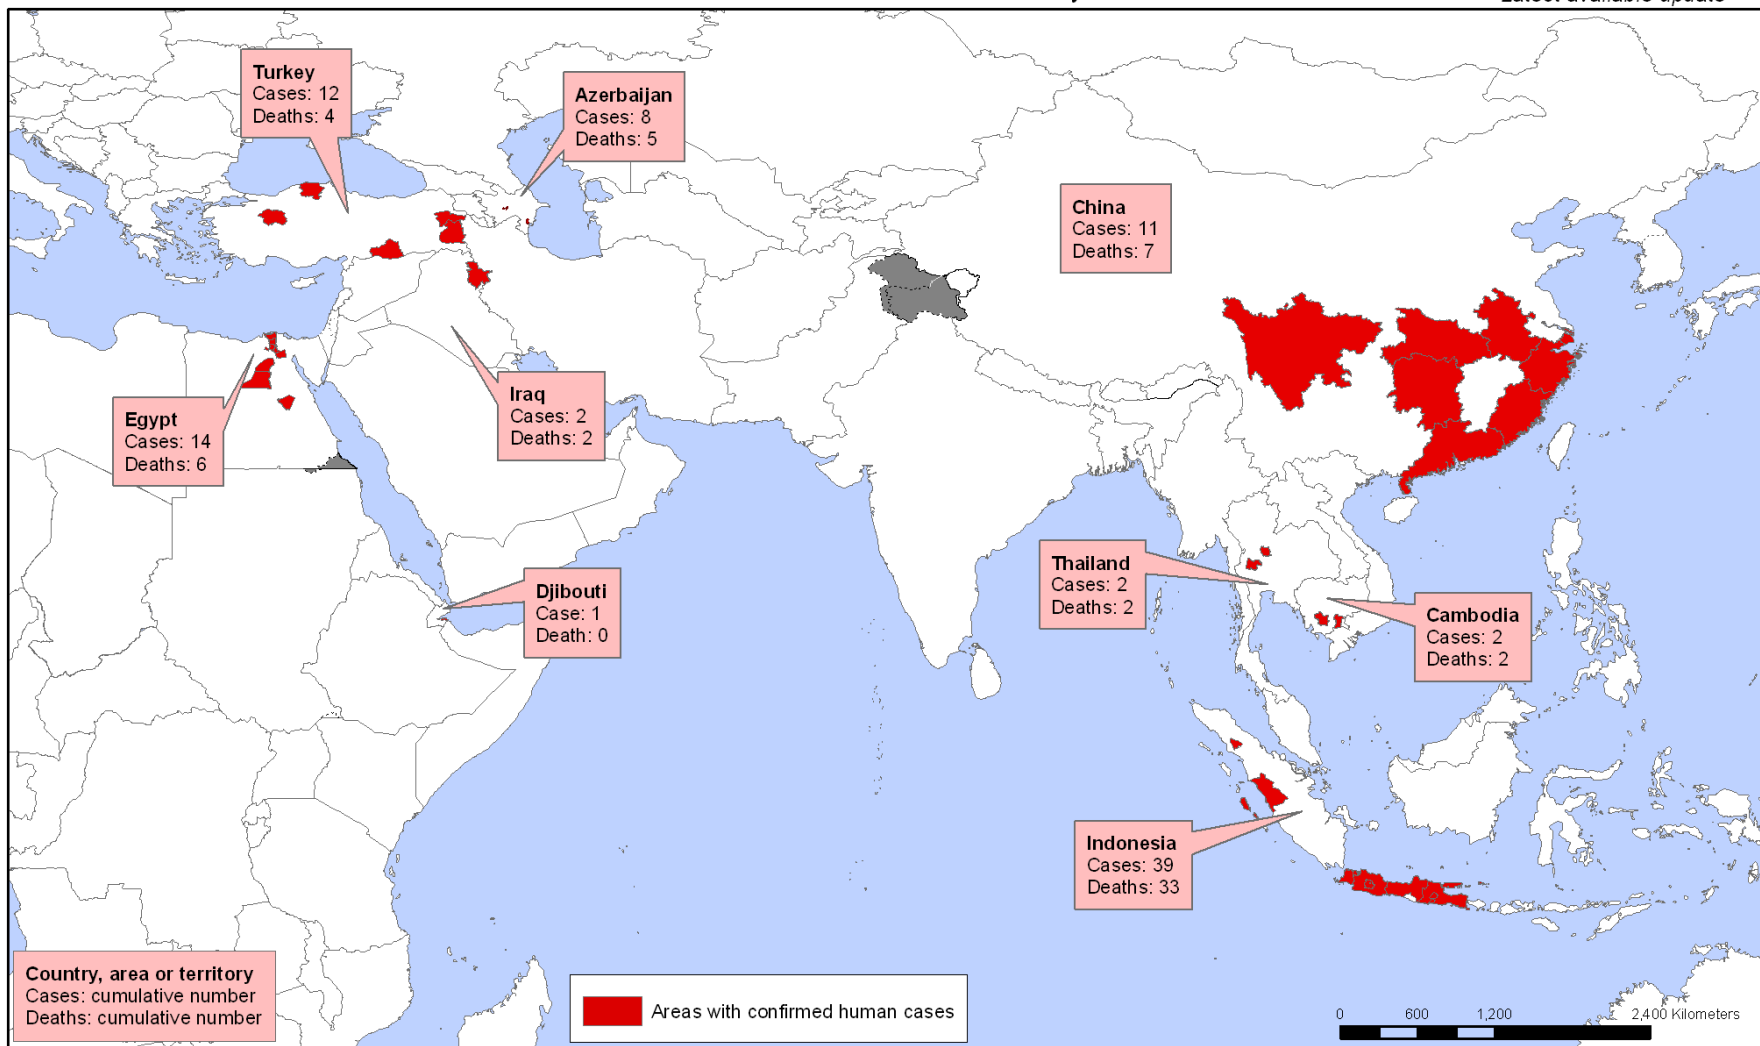 Latest available update
Turkey
Cases: 12
Deaths: 4
Azerbaijan
Cases: 8
Deaths: 5
China
Cases: 11
Deaths: 7
Egypt
Cases: 14
Deaths: 6
Iraq
Cases: 2
Deaths: 2
Djibouti
Case: 1
Death: 0
Thailand
Cases: 2
Deaths: 2
Cambodia
Cases: 2
Deaths: 2
Indonesia
Cases: 39
Deaths: 33
Country, area or territory
Cases: cumulative number
Deaths: cumulative number
Areas with confirmed human cases
0 600 1,200 2,400 Kilometers